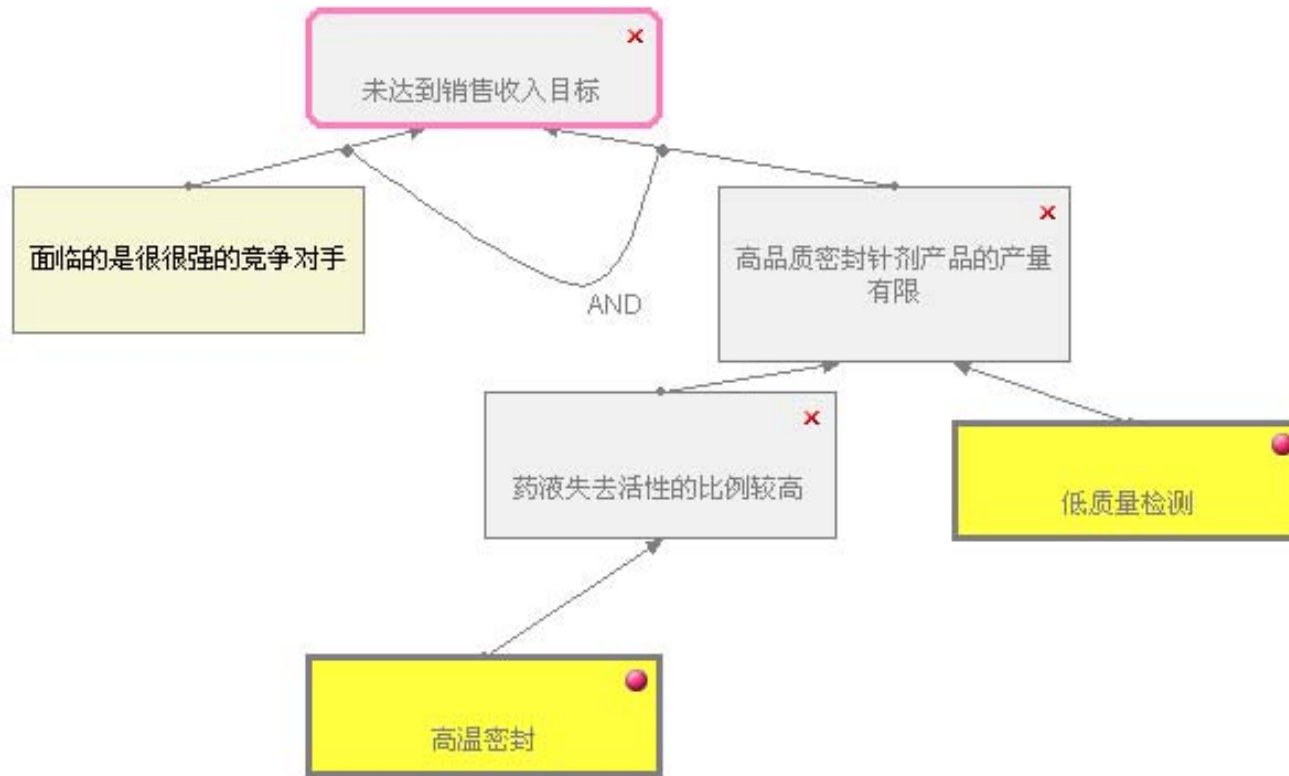 未达到销售收入目标
面临的是很很强的竞争对手
高品质密封针剂产品的产量
有限
AND
药液失去活性的比例较高
低质量检测
高温密封